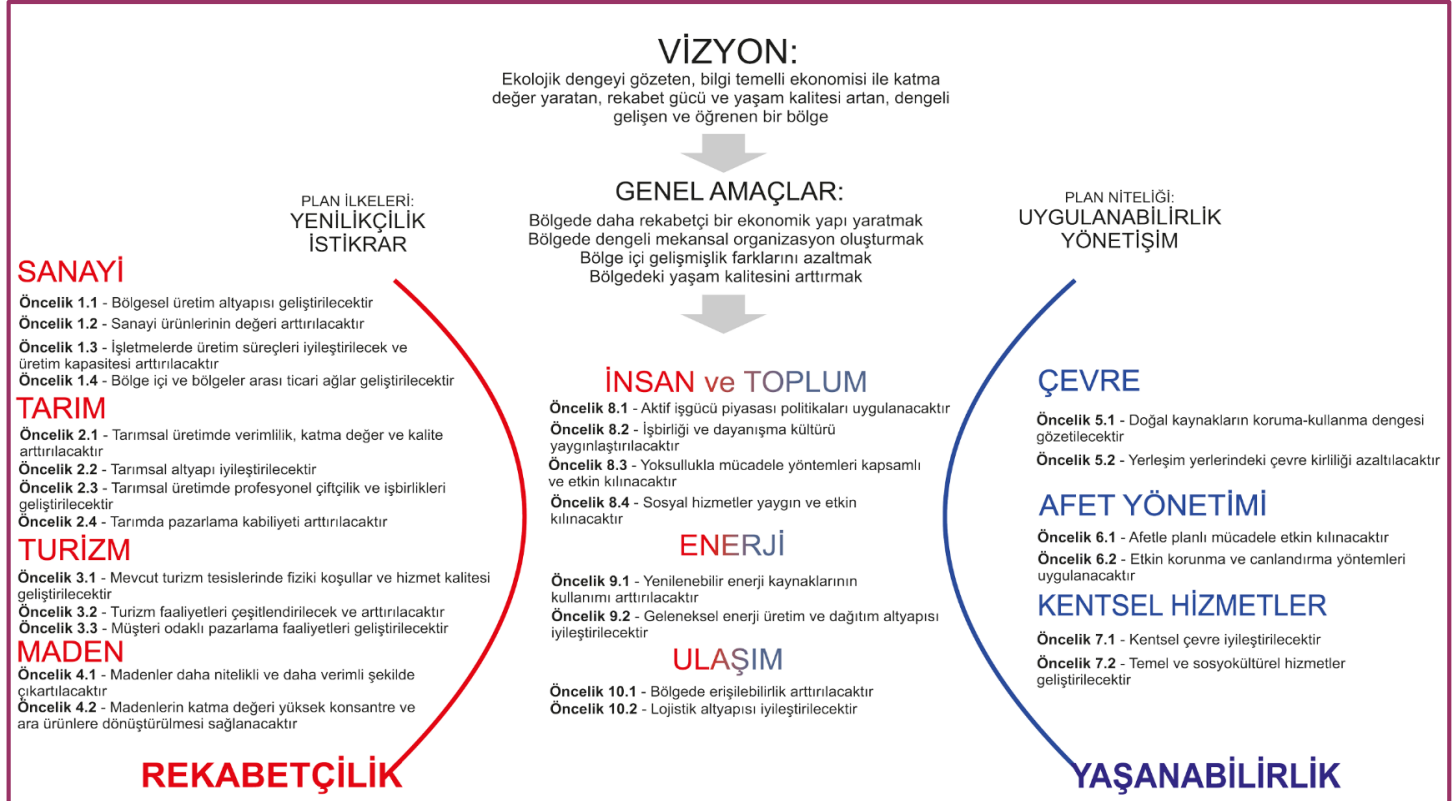 VİZYON:
Ekolojik dengeyi gözeten, bilgi temelli ekonomisi ile katma
değer yaratan, rekabet gücü ve yaşam kalitesi artan, dengeli
gelişen ve öğrenen bir bölge
PLAN İLKELERİ:
YENİLİKÇİLİK
İSTİKRAR
GENEL AMAÇLAR:
Bölgede daha rekabetçi bir ekonomik yapı yaratmak
Bölgede dengeli mekansal organizasyon oluşturmak
Bölge içi gelişmişlik farklarını azaltmak
Bölgedeki yaşam kalitesini arttırmak
PLAN NİTELİĞİ:
UYGULANABİLİRLİK
YÖNETİŞİM
SANAYİ
Öncelik 1.1 - Bölgesel üretim altyapısı geliştirilecektir
Öncelik 1.2 - Sanayi ürünlerinin değeri arttırılacaktır
Öncelik 1.3 - İşletmelerde üretim süreçleri iyileştirilecek ve
üretim kapasitesi arttırılacaktır
Öncelik 1.4 - Bölge içi ve bölgeler arası ticari ağlar geliştirilecektir
TARIM
Öncelik 2.1 - Tarımsal üretimde verimlilik, katma değer ve kalite
arttırılacaktır
Öncelik 2.2 - Tarımsal altyapı iyileştirilecektir
Öncelik 2.3 - Tarımsal üretimde profesyonel çiftçilik ve işbirlikleri
geliştirilecektir
Öncelik 2.4 - Tarımda pazarlama kabiliyeti arttırılacaktır
TURİZM
Öncelik 3.1 - Mevcut turizm tesislerinde fiziki koşullar ve hizmet kalitesi
geliştirilecektir
Öncelik 3.2 - Turizm faaliyetleri çeşitlendirilecek ve arttırılacaktır
Öncelik 3.3 - Müşteri odaklı pazarlama faaliyetleri geliştirilecektir
MADEN
Öncelik 4.1 - Madenler daha nitelikli ve daha verimli şekilde
çıkartılacaktır
Öncelik 4.2 - Madenlerin katma değeri yüksek konsantre ve
ara ürünlere dönüştürülmesi sağlanacaktır
REKABETÇİLİK
İNSAN ve TOPLUM
Öncelik 8.1 - Aktif işgücü piyasası politikaları uygulanacaktır
Öncelik 8.2 - İşbirliği ve dayanışma kültürü
yaygınlaştırılacaktır
Öncelik 8.3 - Yoksullukla mücadele yöntemleri kapsamlı
ve etkin kılınacaktır
Öncelik 8.4 - Sosyal hizmetler yaygın ve etkin
kılınacaktır
ENERJİ
Öncelik 9.1 - Yenilenebilir enerji kaynaklarının
kullanımı arttırılacaktır
Öncelik 9.2 - Geleneksel enerji üretim ve dağıtım altyapısı
iyileştirilecektir
ULAŞIM
Öncelik 10.1 - Bölgede erişilebilirlik arttırılacaktır
Öncelik 10.2 - Lojistik altyapısı iyileştirilecektir
ÇEVRE
Öncelik 5.1 - Doğal kaynakların koruma-kullanma dengesi
gözetilecektir
Öncelik 5.2 - Yerleşim yerlerindeki çevre kirliliği azaltılacaktır
AFET YÖNETİMİ
Öncelik 6.1 - Afetle planlı mücadele etkin kılınacaktır
Öncelik 6.2 - Etkin korunma ve canlandırma yöntemleri
uygulanacaktır
KENTSEL HİZMETLER
Öncelik 7.1 - Kentsel çevre iyileştirilecektir
Öncelik 7.2 - Temel ve sosyokültürel hizmetler
geliştirilecektir
YAŞANABİLİRLİK